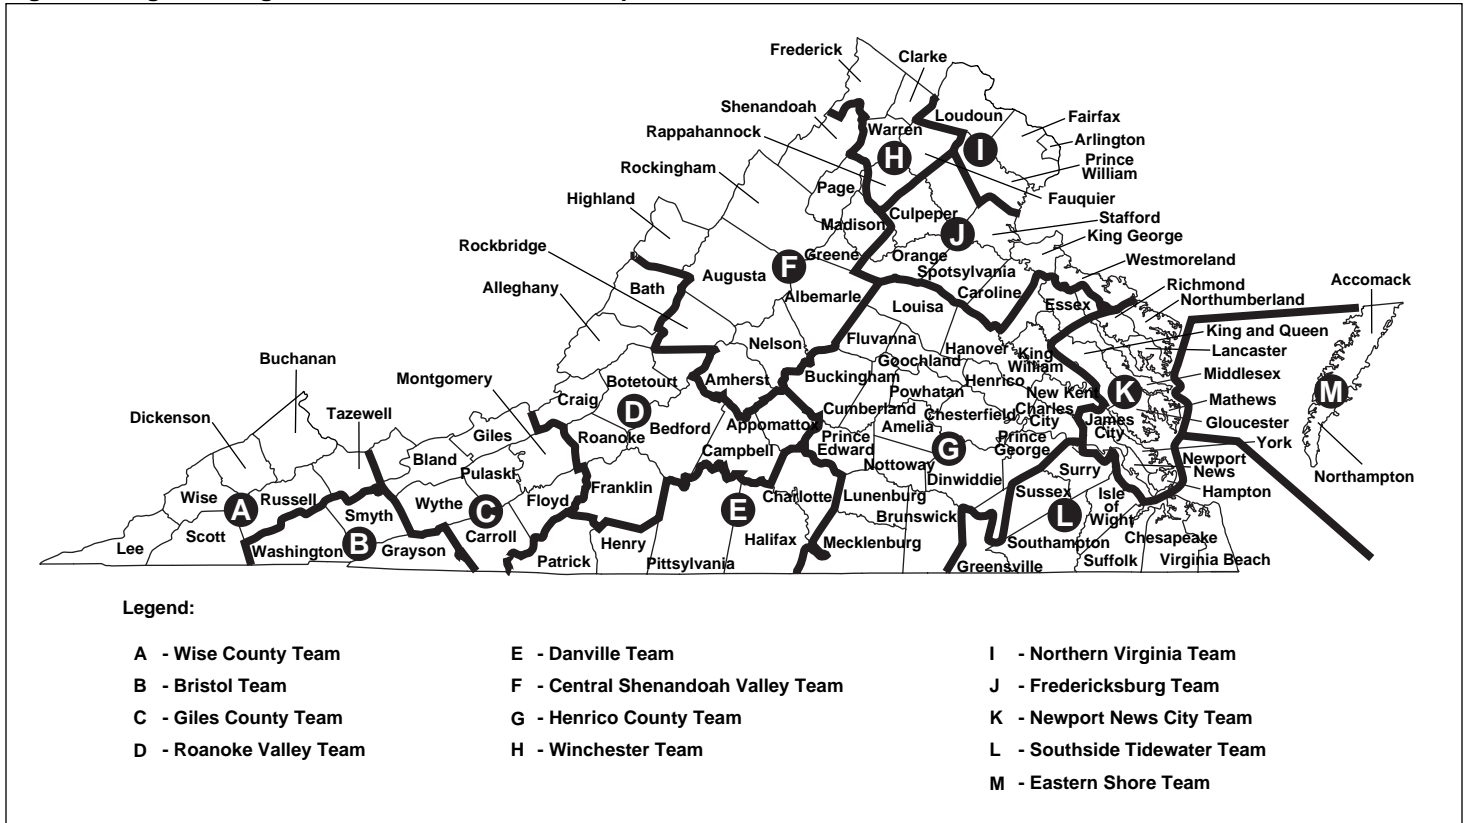 Frederick
Clarke
Shenandoah
Loudoun
Fairfax
Rappahannock
Warren
Arlington
H
I
Prince
William
Rockingham
Page
Fauquier
Highland
Culpeper
Stafford
Madison
J
King George
Rockbridge
Greene
Orange
Westmoreland
Augusta
F
Spotsylvania
Accomack
Alleghany
Bath
Albemarle
Caroline
Richmond
Louisa
Essex
Northumberland
Nelson
Fluvanna
King and Queen
Buchanan
Hanover
King
William
Lancaster
Goochland
Montgomery
Botetourt
Amherst
Buckingham
Henrico
Middlesex
Powhatan
New Kent
K
M
Craig
D
Cumberland
Chesterfield
Charles
City
Mathews
Dickenson
Tazewell
Bedford
Appomattox
Amelia
James
City
Gloucester
Giles
Roanoke
Prince
Edward
G
Prince
George
York
Bland
Campbell
Nottoway
Newport
News
Pulaski
Dinwiddie
Surry
Northampton
Wise
Russell
Wythe
Floyd
Franklin
Charlotte
Lunenburg
Sussex
Isle
of
Wight
Hampton
A
C
E
L
Smyth
Brunswick
Scott
Carroll
Henry
Halifax
Mecklenburg
Southampton
Chesapeake
Lee
Washington
B
Grayson
Patrick
Pittsylvania
Greensville
Suffolk
Virginia Beach
Legend:
A - Wise County Team
B - Bristol Team
C - Giles County Team
D - Roanoke Valley Team
E - Danville Team
F - Central Shenandoah Valley Team
G - Henrico County Team
H - Winchester Team
I - Northern Virginia Team
J - Fredericksburg Team
K - Newport News City Team
L - Southside Tidewater Team
M - Eastern Shore Team